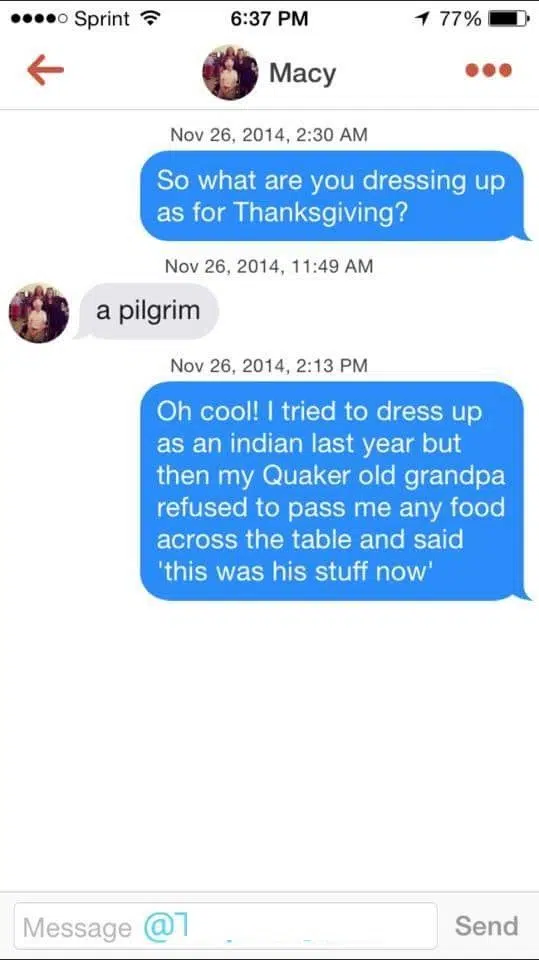 Sprint 6:37 PM 77%
Macy
Nov 26, 2014, 2:30 AM
So what are you dressing up
as for Thanksgiving?
Nov 26, 2014, 11:49 AM
a pilgrim
Nov 26, 2014, 2:13 PM
Oh cool! I tried to dress up
as an indian last year but
then my Quaker old grandpa
refused to pass me any food
across the table and said
'this was his stuff now'
Message Send